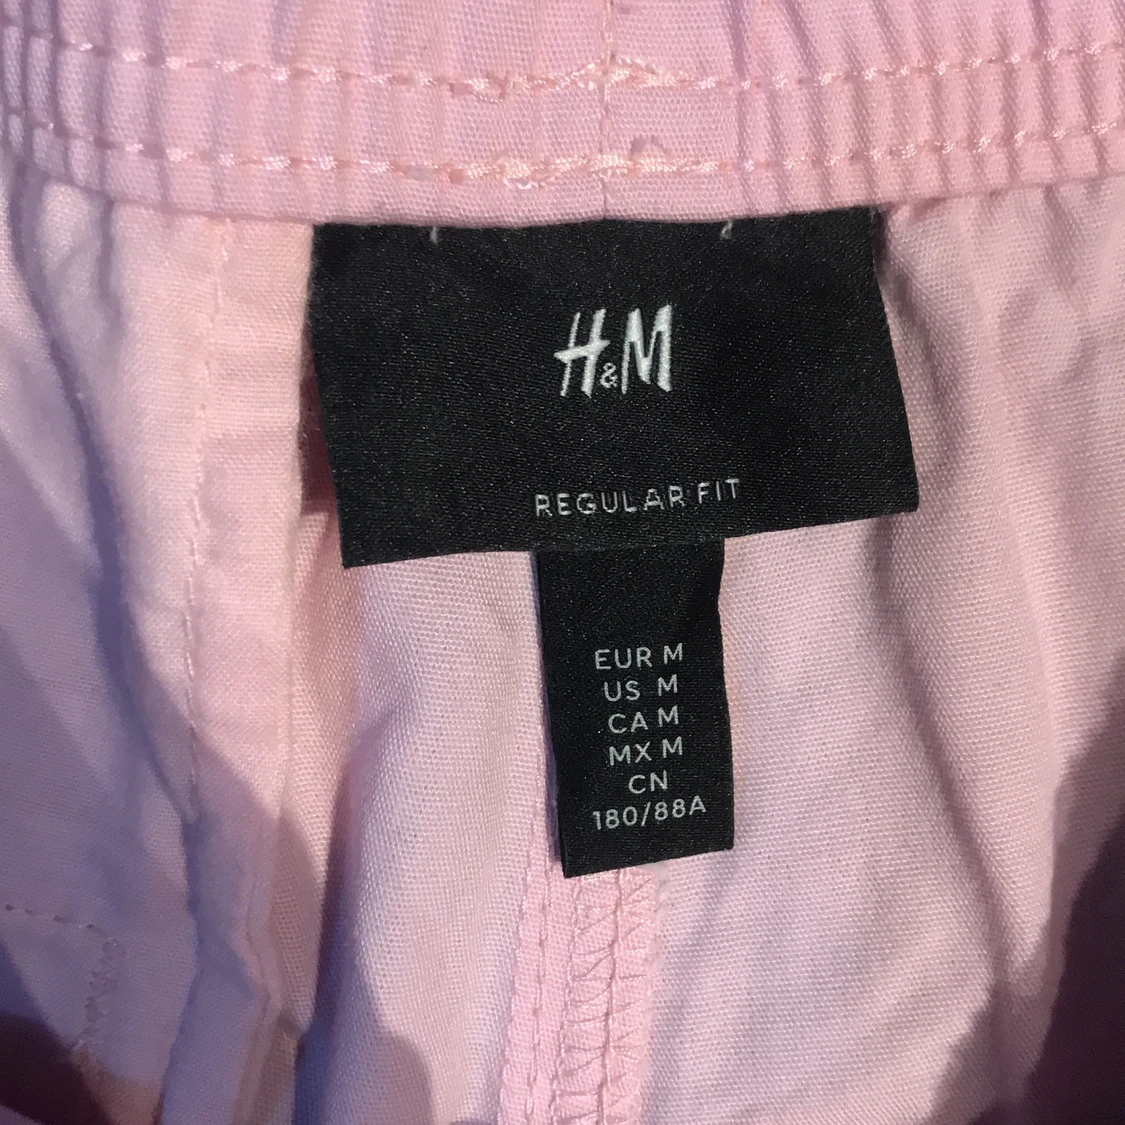 H&M
REGULAR FIT
EUR M
US M
CA M
MX M
CN
180/88A